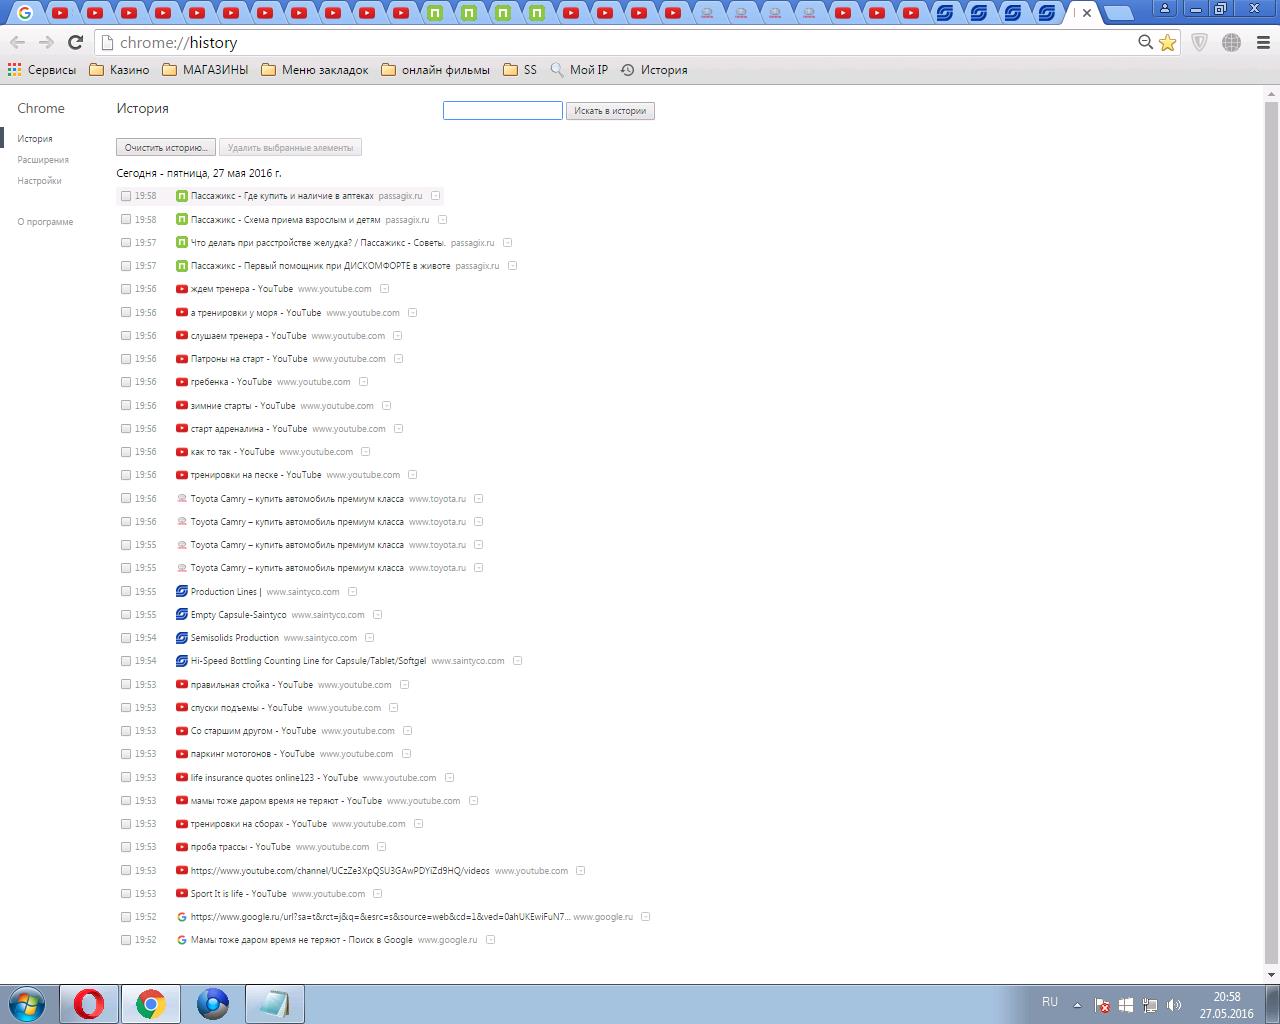 chrome://history
Сервисы Казино МАГАЗИНЫ Меню закладок онлайн фильмы SS Мой IP История
Chrome
История
Искать в истории
История
Расширения
Настройки
О программе
Очистить историю... Удалить выбранные элементы
Сегодня - пятница, 27 мая 2016 г.
19:58 Пассажикс - Где купить и наличие в аптеках passagix.ru
19:58 Пассажикс - Схема приема взрослым и детям passagix.ru
19:57 Что делать при расстройстве желудка? / Пассажикс - Советы. passagix.ru
19:57 Пассажикс - Первый помощник при ДИСКОМФОРТЕ в животе passagix.ru
19:56 ждем тренера - YouTube www.youtube.com
19:56 а тренировки у моря - YouTube www.youtube.com
19:56 слушаем тренера - YouTube www.youtube.com
19:56 Патроны на старт - YouTube www.youtube.com
19:56 гребенка - YouTube www.youtube.com
19:56 зимние старты - YouTube www.youtube.com
19:56 старт адреналина - YouTube www.youtube.com
19:56 как то так - YouTube www.youtube.com
19:56 тренировки на песке - YouTube www.youtube.com
19:56 Toyota Camry – купить автомобиль премиум класса www.toyota.ru
19:56 Toyota Camry – купить автомобиль премиум класса www.toyota.ru
19:55 Toyota Camry – купить автомобиль премиум класса www.toyota.ru
19:55 Toyota Camry – купить автомобиль премиум класса www.toyota.ru
19:55 Production Lines | www.saintyco.com
19:55 Empty Capsule-Saintyco www.saintyco.com
19:54 Semisolids Production www.saintyco.com
19:54 Hi-Speed Bottling Counting Line for Capsule/Tablet/Softgel www.saintyco.com
19:53 правильная стойка - YouTube www.youtube.com
19:53 спуски подъемы - YouTube www.youtube.com
19:53 Со старшим другом - YouTube www.youtube.com
19:53 паркинг мотогонов - YouTube www.youtube.com
19:53 life insurance quotes online123 - YouTube www.youtube.com
19:53 мамы тоже даром время не теряют - YouTube www.youtube.com
19:53 тренировки на сборах - YouTube www.youtube.com
19:53 проба трассы - YouTube www.youtube.com
19:53 https://www.youtube.com/channel/UCzZe3XpQSU3GAwPDYiZd9HQ/videos www.youtube.com
19:53 Sport It is life - YouTube www.youtube.com
19:52 https://www.google.ru/url?sa=t&rct=j&q=&esrc=s&source=web&cd=1&ved=0ahUKEwiFuN7... www.google.ru
19:52 Мамы тоже даром время не теряют - Поиск в Google www.google.ru
RU
20:58
27.05.2016